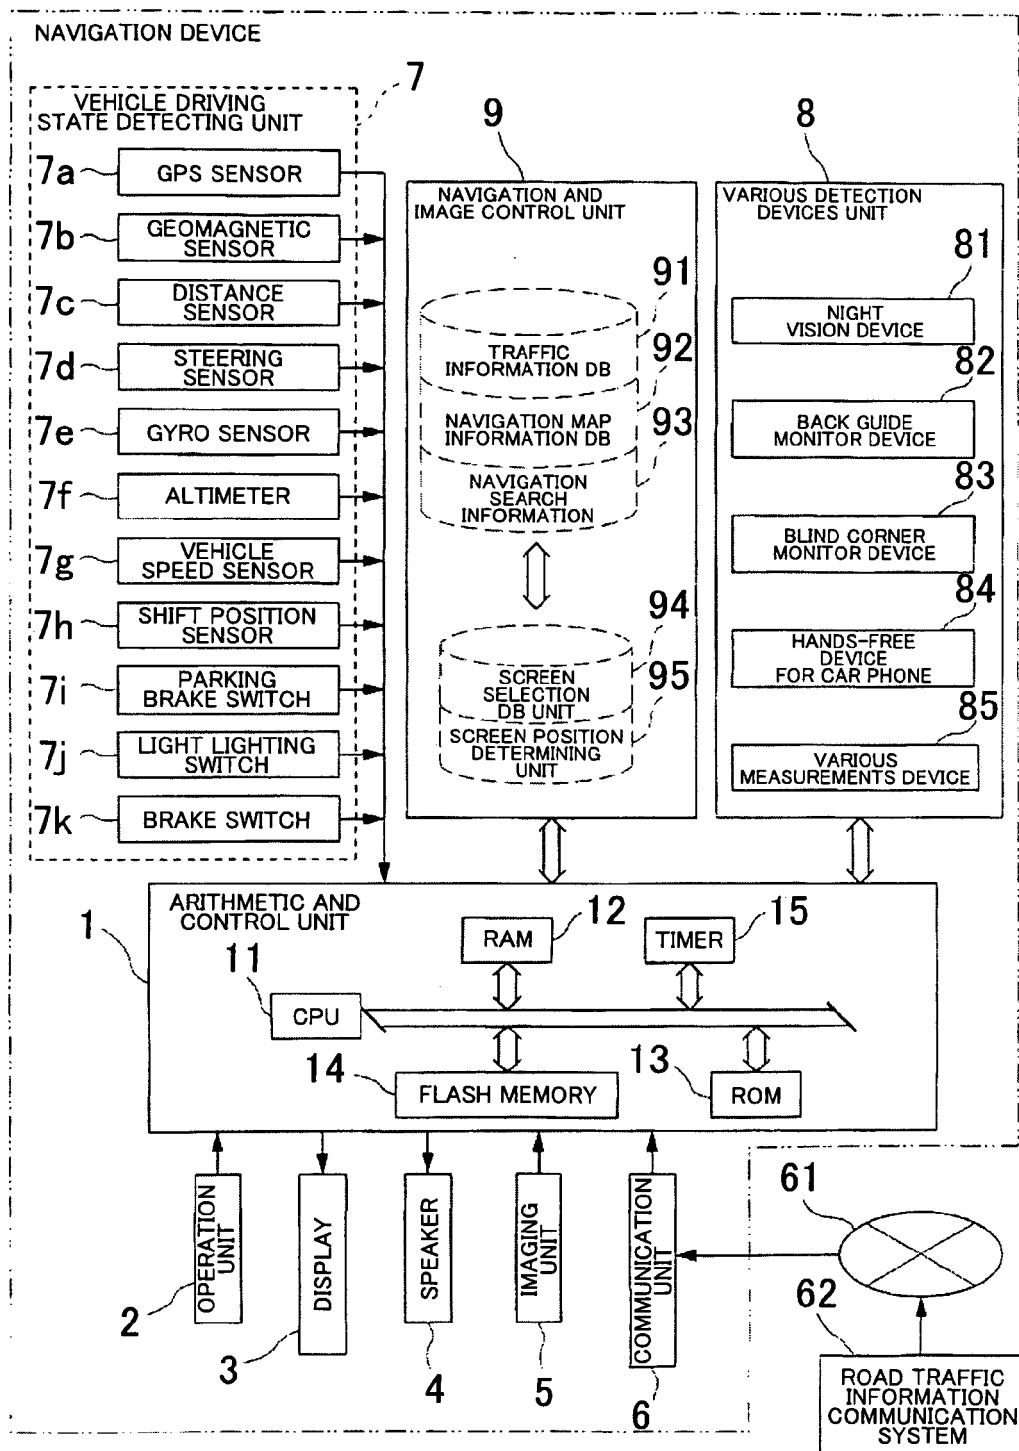 NAVIGATION DEVICE
VEHICLE DRIVING
STATE DETECTING UNIT
7
7a
GPS SENSOR
7b
GEOMAGNETIC
SENSOR
7c
DISTANCE
SENSOR
7d
STEERING
SENSOR
7e
GYRO SENSOR
7f
ALTIMETER
7g
VEHICLE
SPEED SENSOR
7h
SHIFT POSITION
SENSOR
7i
PARKING
BRAKE SWITCH
7j
LIGHT LIGHTING
SWITCH
7k
BRAKE SWITCH
9
NAVIGATION AND
IMAGE CONTROL UNIT
91
TRAFFIC
INFORMATION DB
92
NAVIGATION MAP
INFORMATION DB
93
NAVIGATION
SEARCH
INFORMATION
94
SCREEN
SELECTION
DB UNIT
95
SCREEN POSITION
DETERMINING
UNIT
8
VARIOUS DETECTION
DEVICES UNIT
81
NIGHT
VISION DEVICE
82
BACK GUIDE
MONITOR DEVICE
83
BLIND CORNER
MONITOR DEVICE
84
HANDS-FREE
DEVICE
FOR CAR PHONE
85
VARIOUS
MEASUREMENTS DEVICE
1
ARITHMETIC AND
CONTROL UNIT
11
CPU
12
RAM
15
TIMER
14
FLASH MEMORY
13
ROM
OPERATION
UNIT
2
DISPLAY
3
SPEAKER
4
IMAGING
UNIT
5
COMMUNICATION
UNIT
6
61
62
ROAD TRAFFIC
INFORMATION
COMMUNICATION
SYSTEM